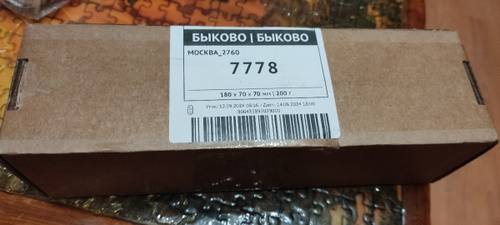 БЫКОВО | БЫКОВО
МОСКВА_2760
7778
180 x 70 x 70 мм | 200 г